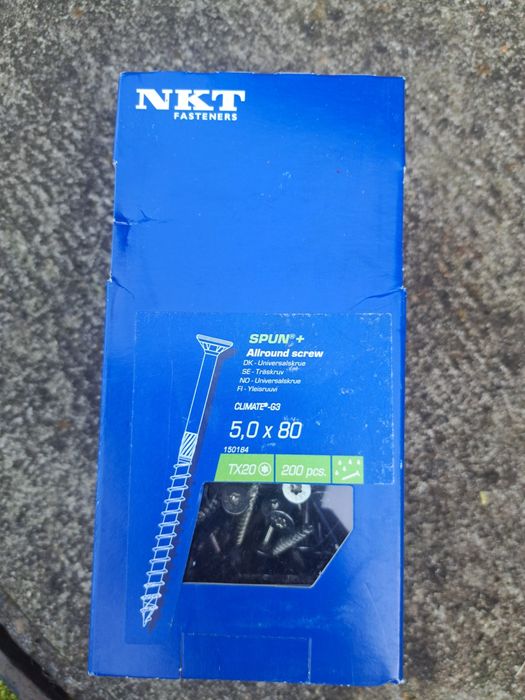 NKT
FASTENERS
SPUN®+
Allround screw
DK - Universalskrue
SE - Träskruv
NO - Universalskrue
FI - Yleisruuvi
CLIMATE®-G3
5,0 x 80
150184
TX20 200 pcs.